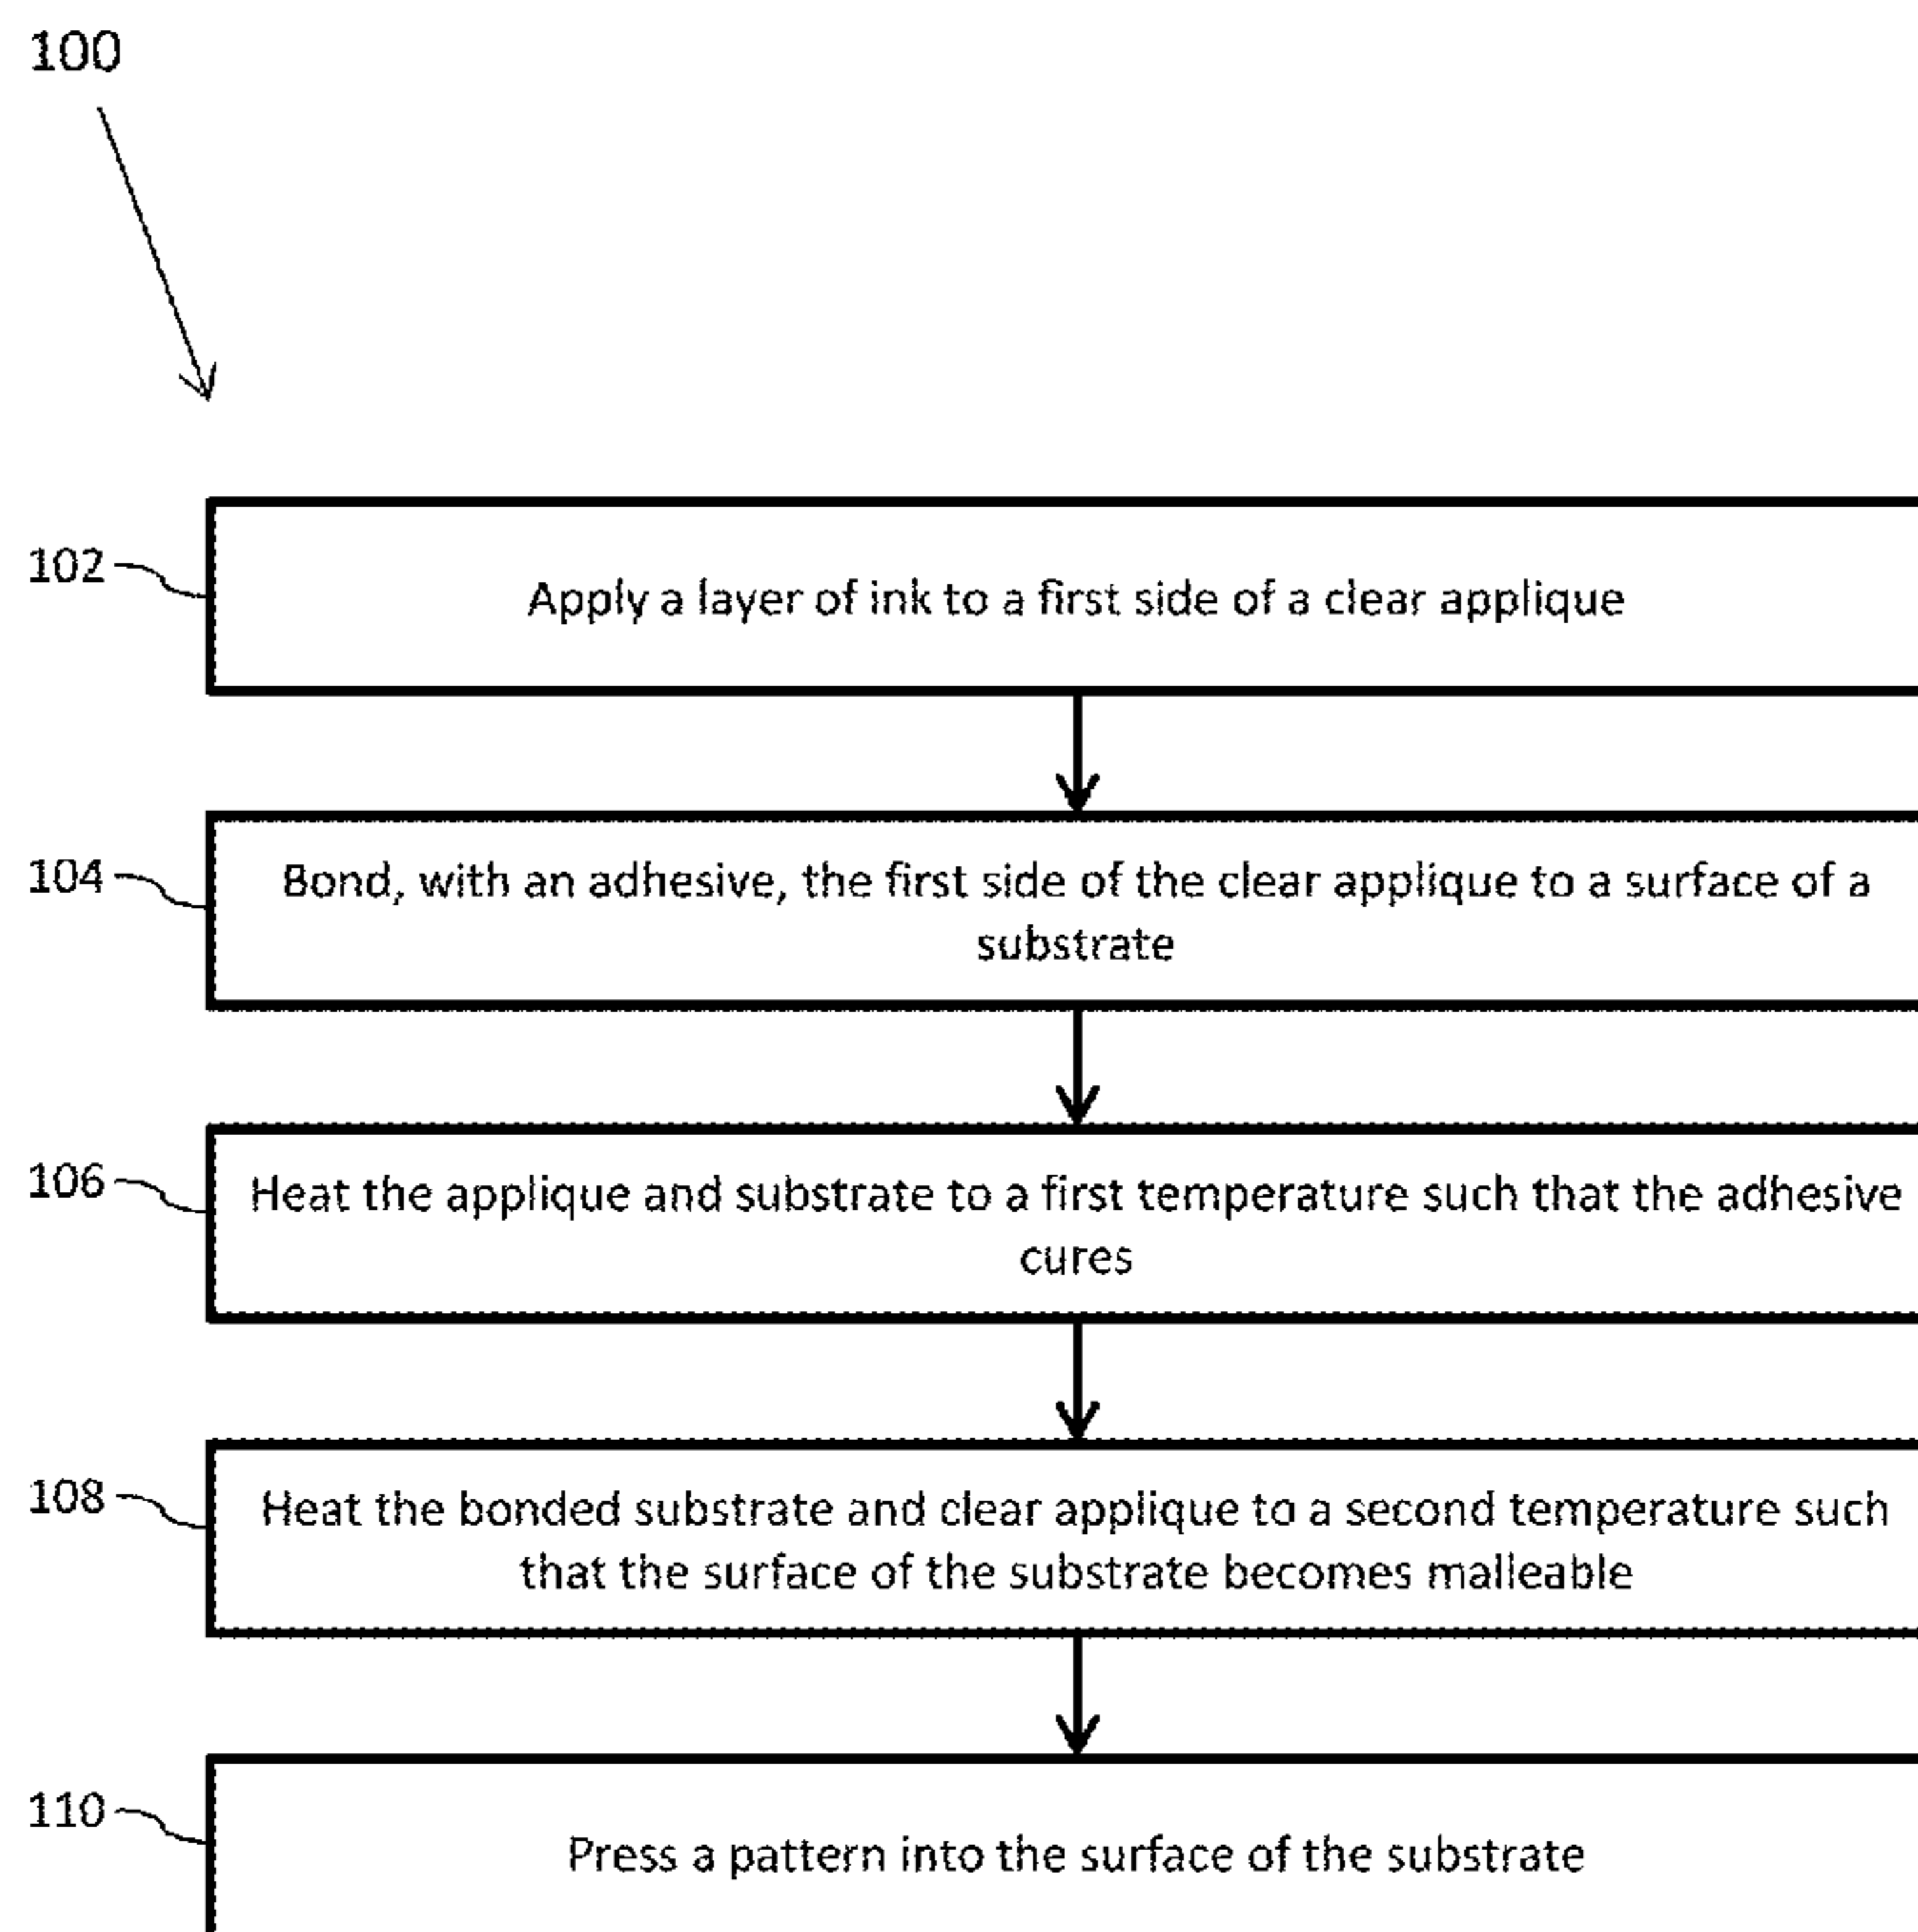 100
102
Apply a layer of ink to a first side of a clear applique
104
Bond, with an adhesive, the first side of the clear applique to a surface of a
substrate
106
Heat the applique and substrate to a first temperature such that the adhesive
cures
108
Heat the bonded substrate and clear applique to a second temperature such
that the surface of the substrate becomes malleable
110
Press a pattern into the surface of the substrate